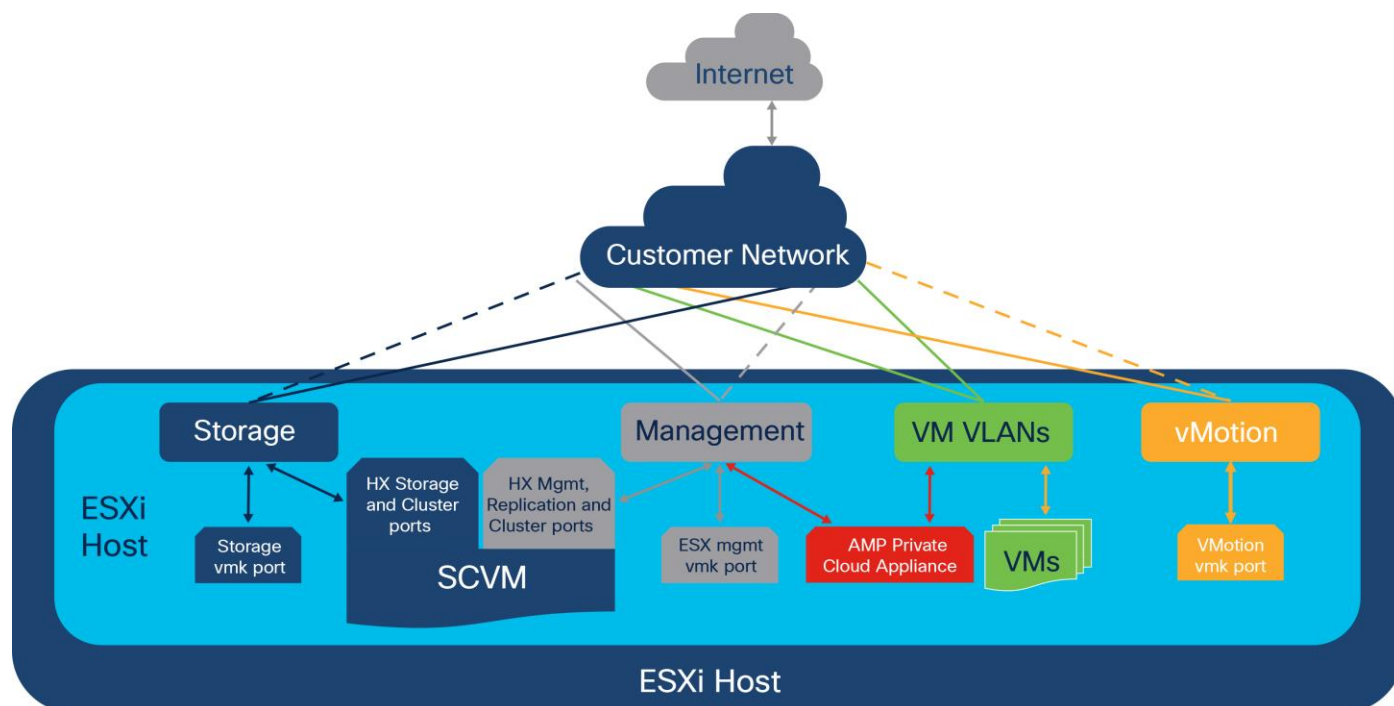 Internet
Customer Network
Storage
Management
VM VLANs
vMotion
ESXi
Host
HX Storage
and Cluster
ports
HX Mgmt,
Replication and
Cluster ports
Storage
vmk port
SCVM
ESX mgmt
vmk port
AMP Private
Cloud Appliance
VMs
VMotion
vmk port
ESXi Host